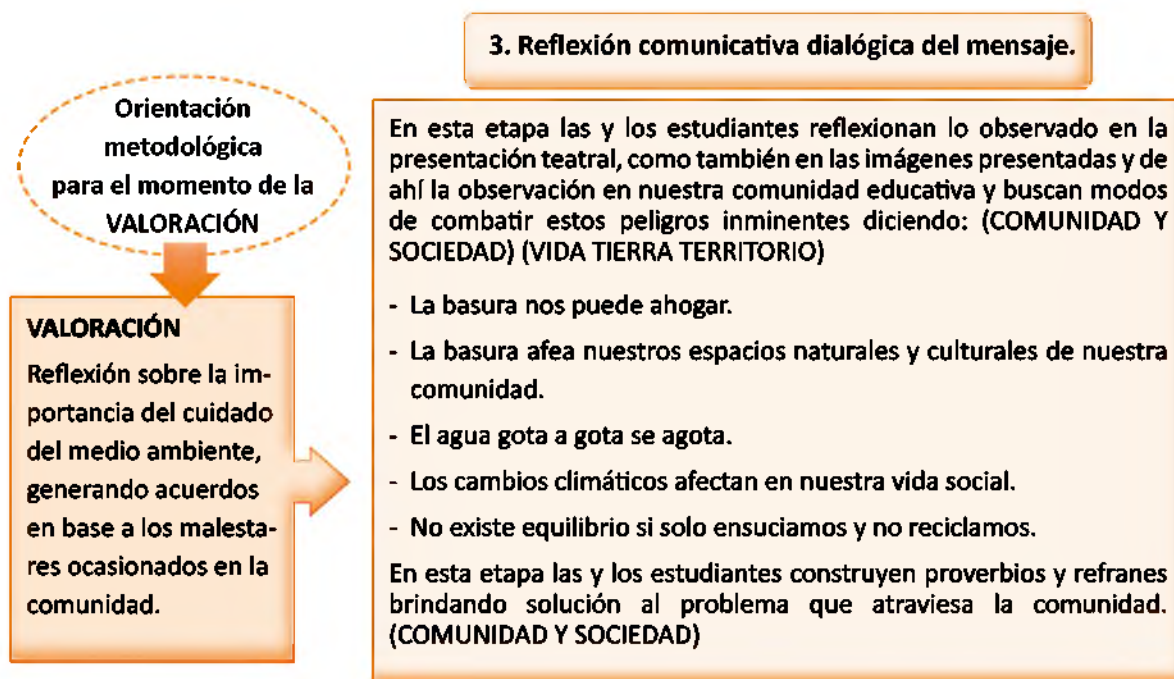 3. Reflexión comunicativa dialógica del mensaje.
Orientación
metodológica
para el momento de la
VALORACIÓN
VALORACIÓN
Reflexión sobre la im-
portancia del cuidado
del medio ambiente,
generando acuerdos
en base a los malesta-
res ocasionados en la
comunidad.
En esta etapa las y los estudiantes reflexionan lo observado en la
presentación teatral, como también en las imágenes presentadas y de
ahí la observación en nuestra comunidad educativa y buscan modos
de combatir estos peligros inminentes diciendo: (COMUNIDAD Y
SOCIEDAD) (VIDA TIERRA TERRITORIO)
- La basura nos puede ahogar.
- La basura afea nuestros espacios naturales y culturales de nuestra
comunidad.
- El agua gota a gota se agota.
- Los cambios climáticos afectan en nuestra vida social.
- No existe equilibrio si solo ensuciamos y no reciclamos.
En esta etapa las y los estudiantes construyen proverbios y refranes
brindando solución al problema que atraviesa la comunidad.
(COMUNIDAD Y SOCIEDAD)